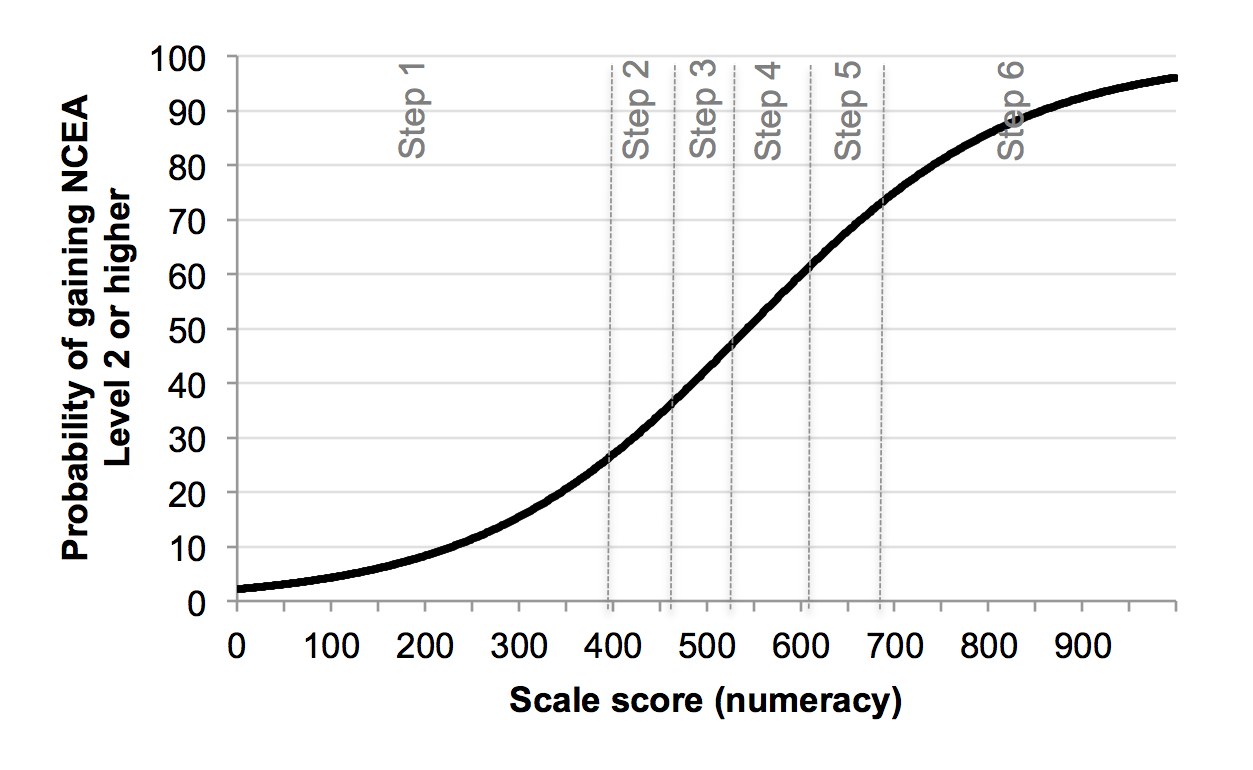 Probability of gaining NCEA
Level 2 or higher
100
90
80
70
60
50
40
30
20
10
0
Step 1
Step 2
Step 3
Step 4
Step 5
Step 6
0 100 200 300 400 500 600 700 800 900
Scale score (numeracy)